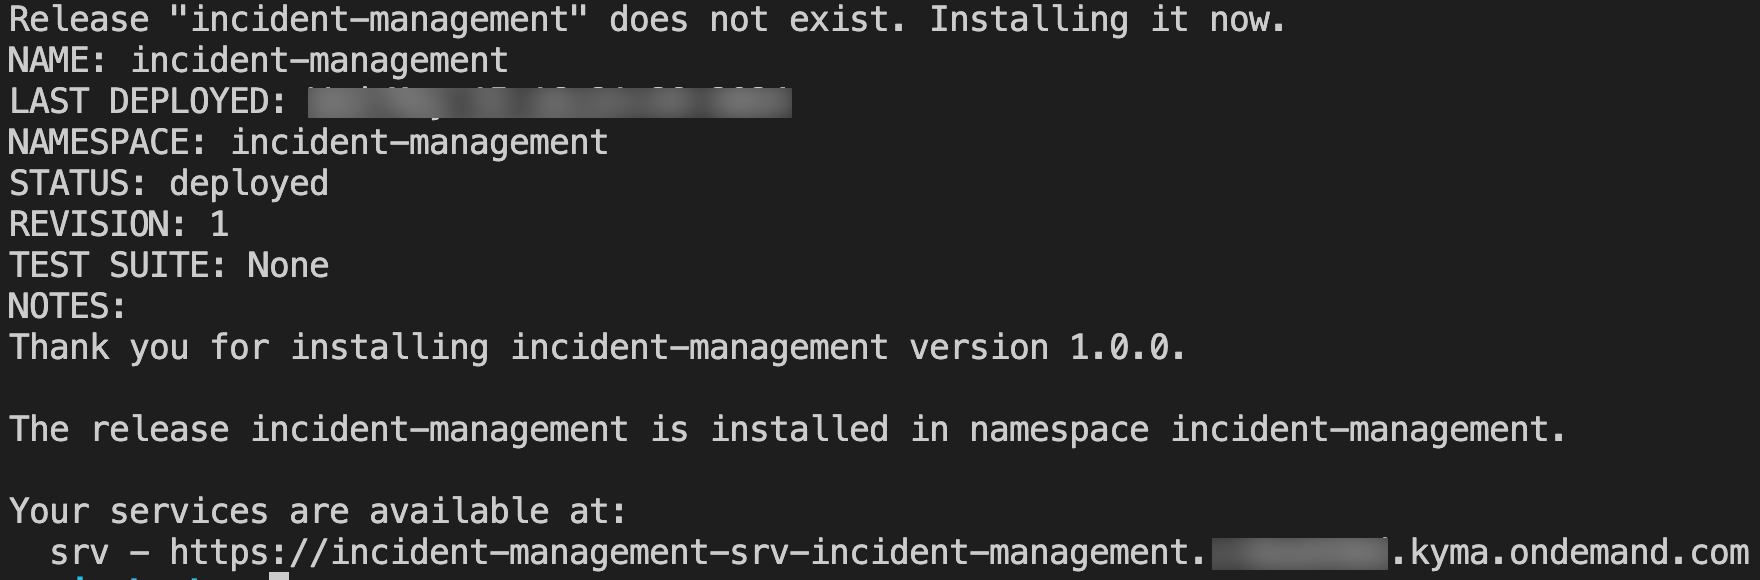 Release "incident-management" does not exist. Installing it now.
NAME: incident-management
LAST DEPLOYED:
NAMESPACE: incident-management
STATUS: deployed
REVISION: 1
TEST SUITE: None
NOTES:
Thank you for installing incident-management version 1.0.0.
The release incident-management is installed in namespace incident-management.
Your services are available at:
srv - https://incident-management-srv-incident-management. .kyma.ondemand.com